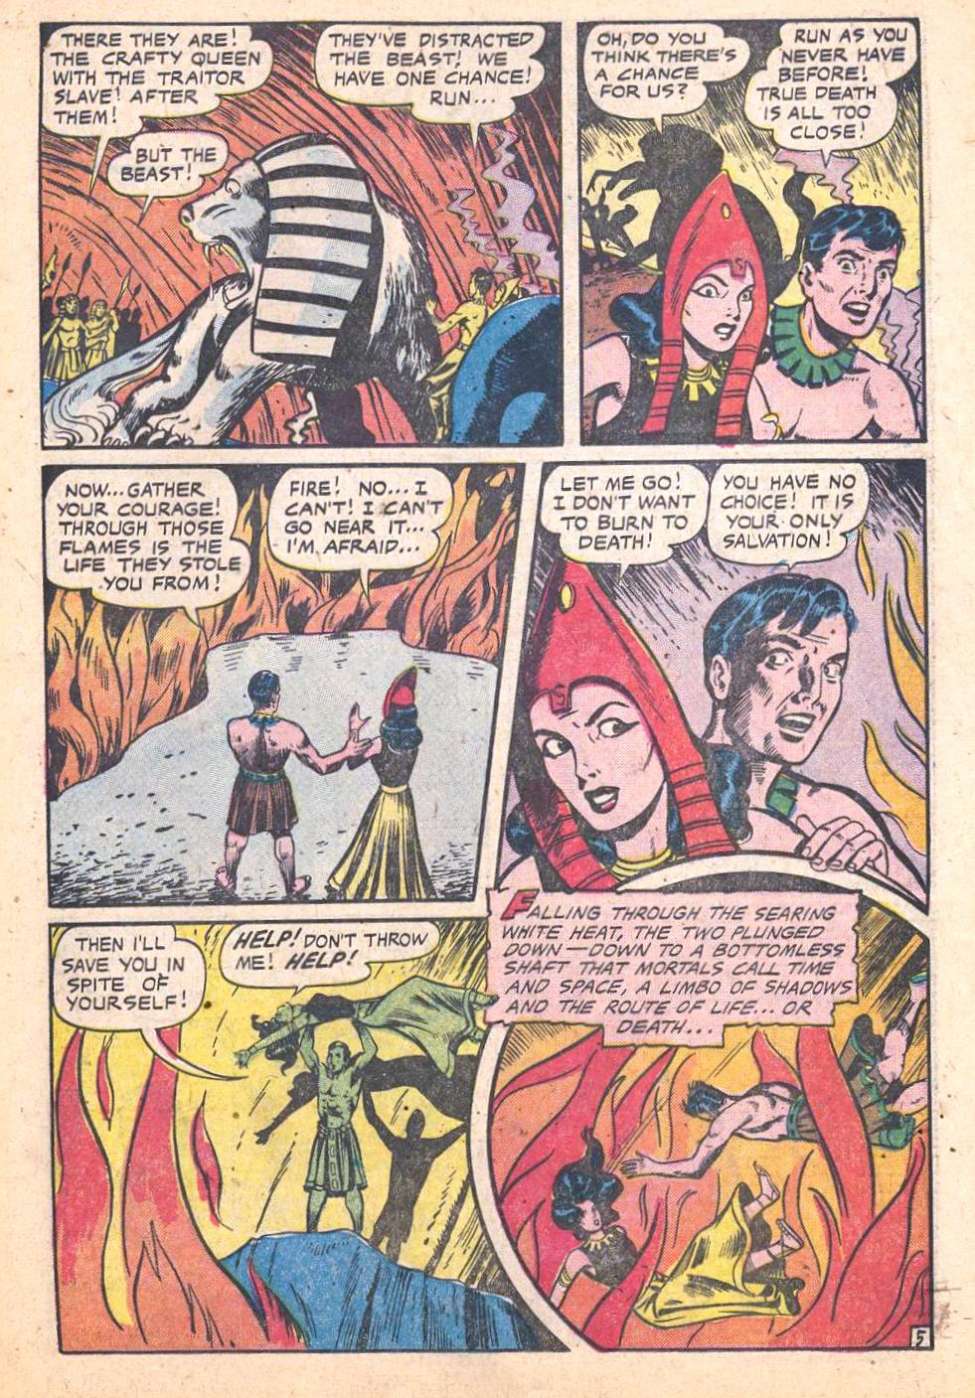 THERE THEY ARE!
THE CRAFTY QUEEN
WITH THE TRAITOR
SLAVE! AFTER
THEM!
BUT THE
BEAST!
THEY'VE DISTRACTED
THE BEAST! WE
HAVE ONE CHANCE!
RUN...
OH, DO YOU
THINK THERE'S
A CHANCE
FOR US?
RUN AS YOU
NEVER HAVE
BEFORE!
TRUE DEATH
IS ALL TOO
CLOSE!
NOW...GATHER
YOUR COURAGE!
THROUGH THOSE
FLAMES IS THE
LIFE THEY STOLE
YOU FROM!
FIRE! NO...I
CAN'T! I CAN'T
GO NEAR IT...
I'M AFRAID...
LET ME GO!
I DON'T WANT
TO BURN TO
DEATH!
YOU HAVE NO
CHOICE! IT IS
YOUR ONLY
SALVATION!
THEN I'LL
SAVE YOU IN
SPITE OF
YOURSELF!
HELP! DON'T THROW
ME! HELP!
FALLING THROUGH THE SEARING
WHITE HEAT, THE TWO PLUNGED
DOWN—DOWN TO A BOTTOMLESS
SHAFT THAT MORTALS CALL TIME
AND SPACE, A LIMBO OF SHADOWS
AND THE ROUTE OF LIFE... OR
DEATH...
5